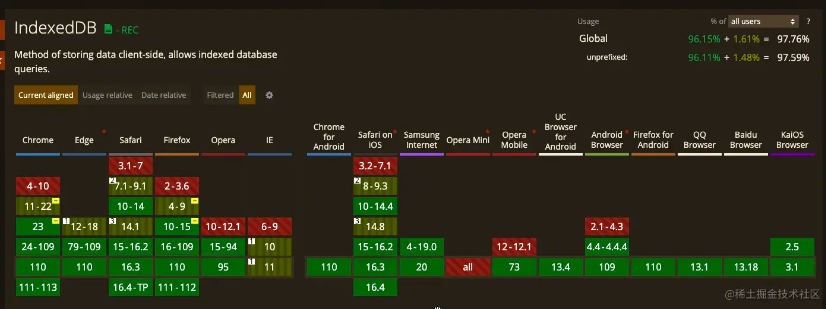 IndexedDB - REC
Usage % of all users ?
Global 96.15% + 1.61% = 97.76%
unprefixed: 96.11% + 1.48% = 97.59%
Method of storing data client-side, allows indexed database
queries.
Current aligned Usage relative Date relative Filtered All
Chrome Edge Safari Firefox Opera IE Chrome for Android Safari on iOS Samsung Internet Opera Mini Opera Mobile UC Browser for Android Android Browser Firefox for Android QQ Browser Baidu Browser KaiOS Browser
3.1-7 3.2-7.1
4-10 2 7.1-9.1 2-3.6 2 8-9.3
11-22 10-14 4-9 10-14.4
23 1 12-18 3 14.1 10-15 10-12.1 6-9 3 14.8 2.1-4.3
24-109 79-109 15-16.2 16-109 15-94 1 10 15-16.2 4-19.0 12-12.1 4.4-4.4.4 2.5
110 110 16.3 110 95 1 11 110 16.3 20 all 73 13.4 109 110 13.1 13.18 3.1
111-113 16.4-TP 111-112 16.4
@稀土掘金技术社区